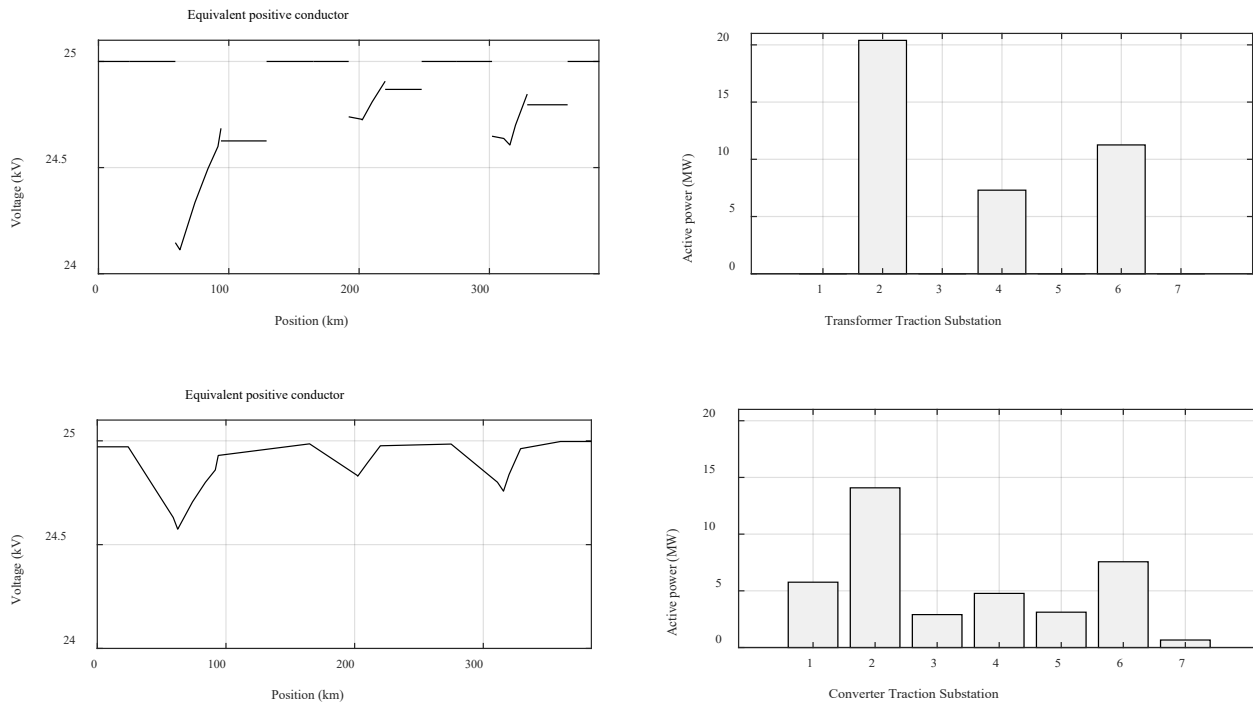 Equivalent positive conductor
25
24.5
24
Voltage (kV)
0 100 200 300
Position (km)
20
15
10
5
0
Active power (MW)
1 2 3 4 5 6 7
Transformer Traction Substation
Equivalent positive conductor
25
24.5
24
Voltage (kV)
0 100 200 300
Position (km)
20
15
10
5
0
Active power (MW)
1 2 3 4 5 6 7
Converter Traction Substation